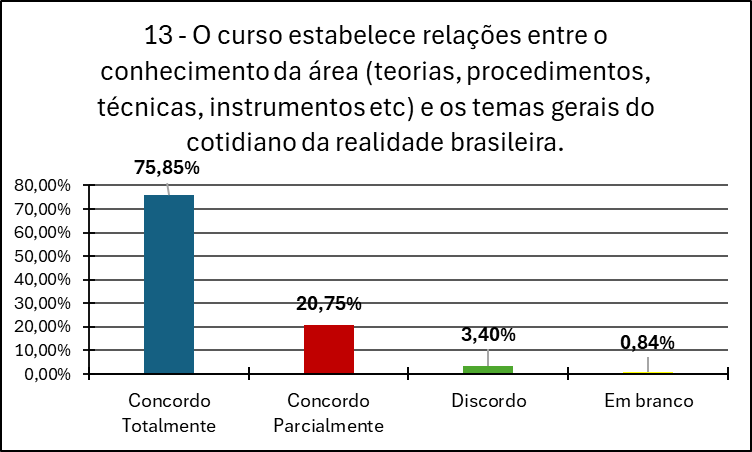 13 - O curso estabelece relações entre o
conhecimento da área (teorias, procedimentos,
técnicas, instrumentos etc) e os temas gerais do
cotidiano da realidade brasileira.
75,85%
80,00%
70,00%
60,00%
50,00%
40,00%
30,00%
20,75%
20,00%
3,40%
0,84%
10,00%
0,00%
Concordo
Totalmente
Concordo
Parcialmente
Discordo
Em branco